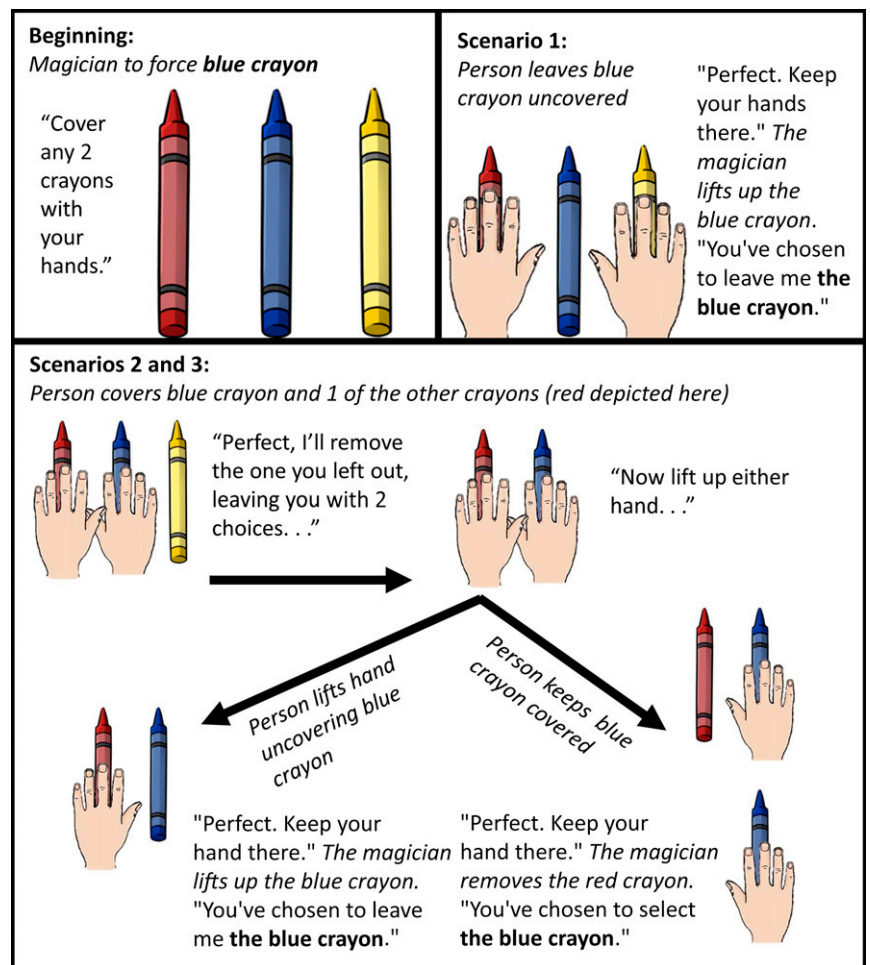 Beginning:
Magician to force blue crayon
“Cover
any 2
crayons
with
your
hands.”
Scenario 1:
Person leaves blue
crayon uncovered
"Perfect. Keep
your hands
there." The
magician
lifts up the
blue crayon.
"You've chosen
to leave me the
blue crayon."
Scenarios 2 and 3:
Person covers blue crayon and 1 of the other crayons (red depicted here)
“Perfect, I’ll remove
the one you left out,
leaving you with 2
choices. . .”
“Now lift up either
hand. . .”
Person lifts hand
uncovering blue
crayon
Person keeps blue
crayon covered
"Perfect. Keep your
hand there." The magician
lifts up the blue crayon.
"You've chosen to leave
me the blue crayon."
"Perfect. Keep your
hand there." The magician
removes the red crayon.
"You've chosen to select
the blue crayon."